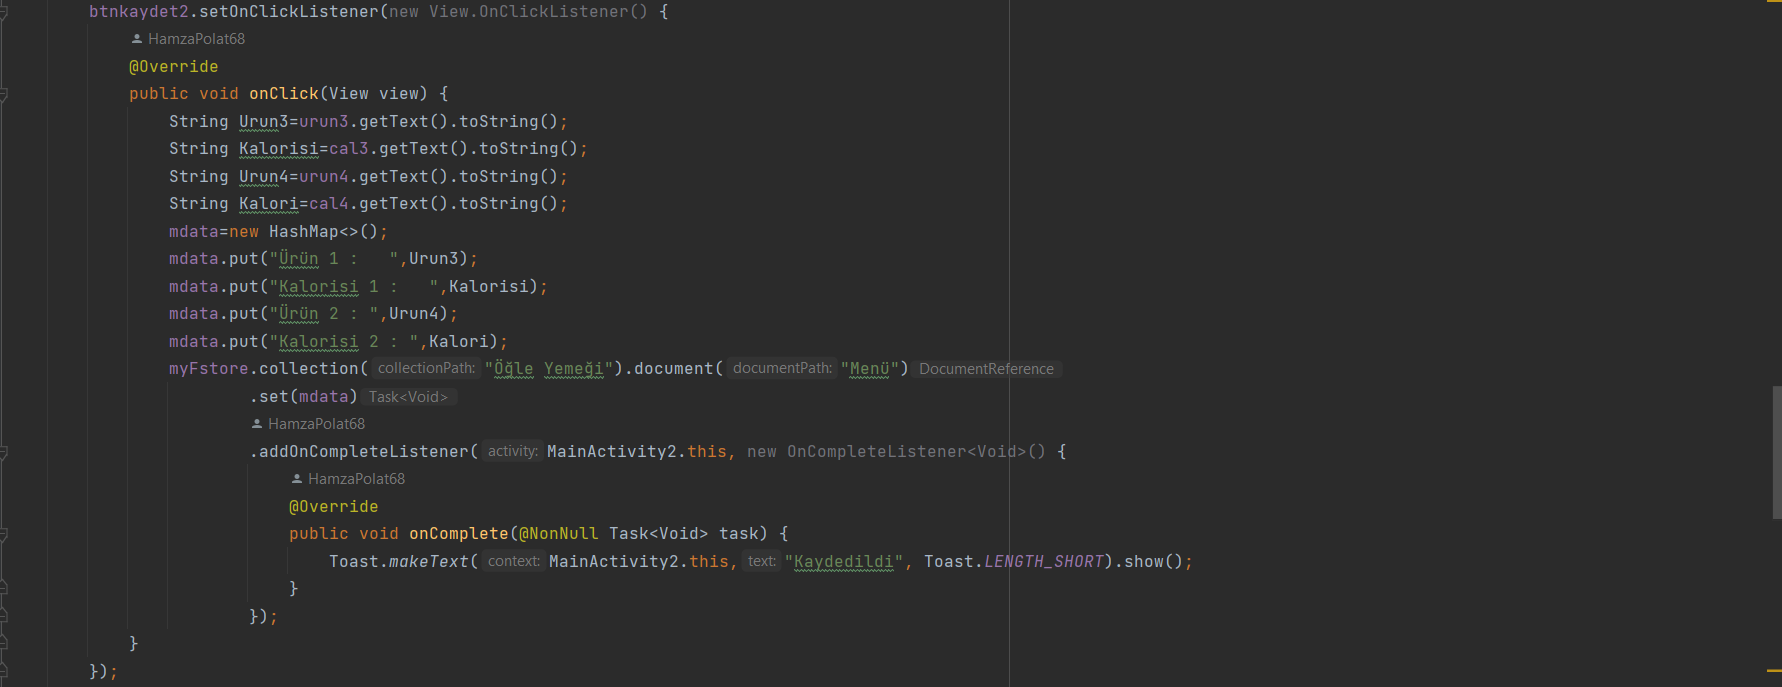 btnkaydet2.setOnClickListener(new View.OnClickListener() {
HamzaPolat68
@Override
public void onClick(View view) {
String Urun3=urun3.getText().toString();
String Kalorisi=cal3.getText().toString();
String Urun4=urun4.getText().toString();
String Kalori=cal4.getText().toString();
mdata=new HashMap<>();
mdata.put("Ürün 1 :   ",Urun3);
mdata.put("Kalorisi 1 :   ",Kalorisi);
mdata.put("Ürün 2 : ",Urun4);
mdata.put("Kalorisi 2 : ",Kalori);
myFstore.collection( collectionPath: "Öğle Yemeği").document( documentPath: "Menü") DocumentReference
.set(mdata) Task<Void>
HamzaPolat68
.addOnCompleteListener( activity: MainActivity2.this, new OnCompleteListener<Void>() {
HamzaPolat68
@Override
public void onComplete(@NonNull Task<Void> task) {
Toast.makeText( context: MainActivity2.this, text: "Kaydedildi", Toast.LENGTH_SHORT).show();
}
});
}
});